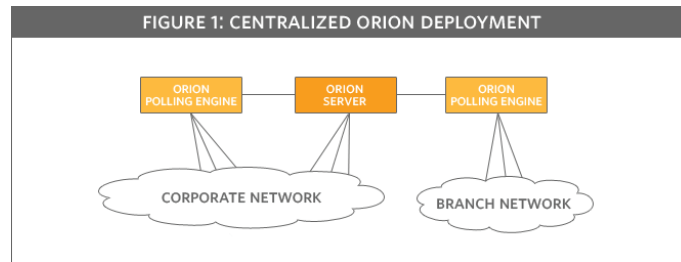 FIGURE 1: CENTRALIZED ORION DEPLOYMENT
ORION
POLLING ENGINE
ORION
SERVER
ORION
POLLING ENGINE
CORPORATE NETWORK
BRANCH NETWORK